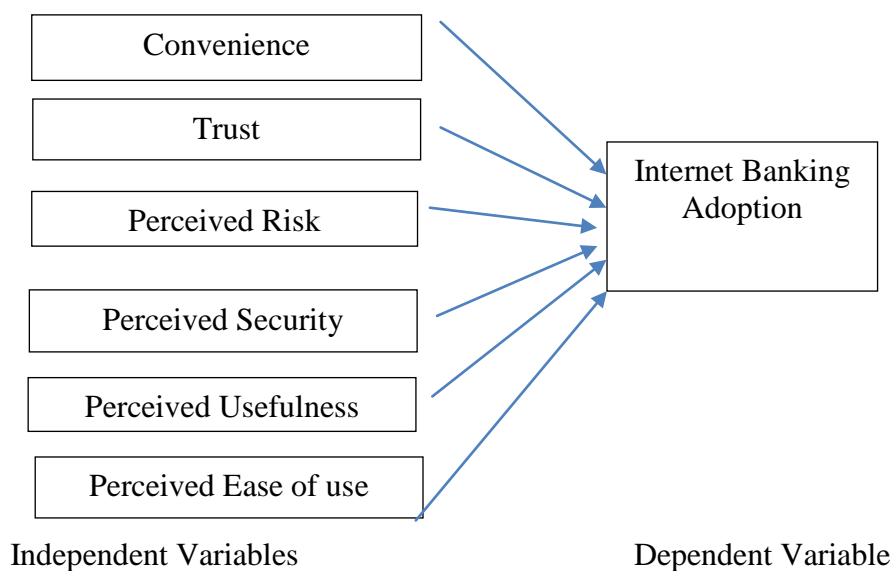 Convenience
Trust
Perceived Risk
Perceived Security
Perceived Usefulness
Perceived Ease of use
Internet Banking
Adoption
Independent Variables
Dependent Variable